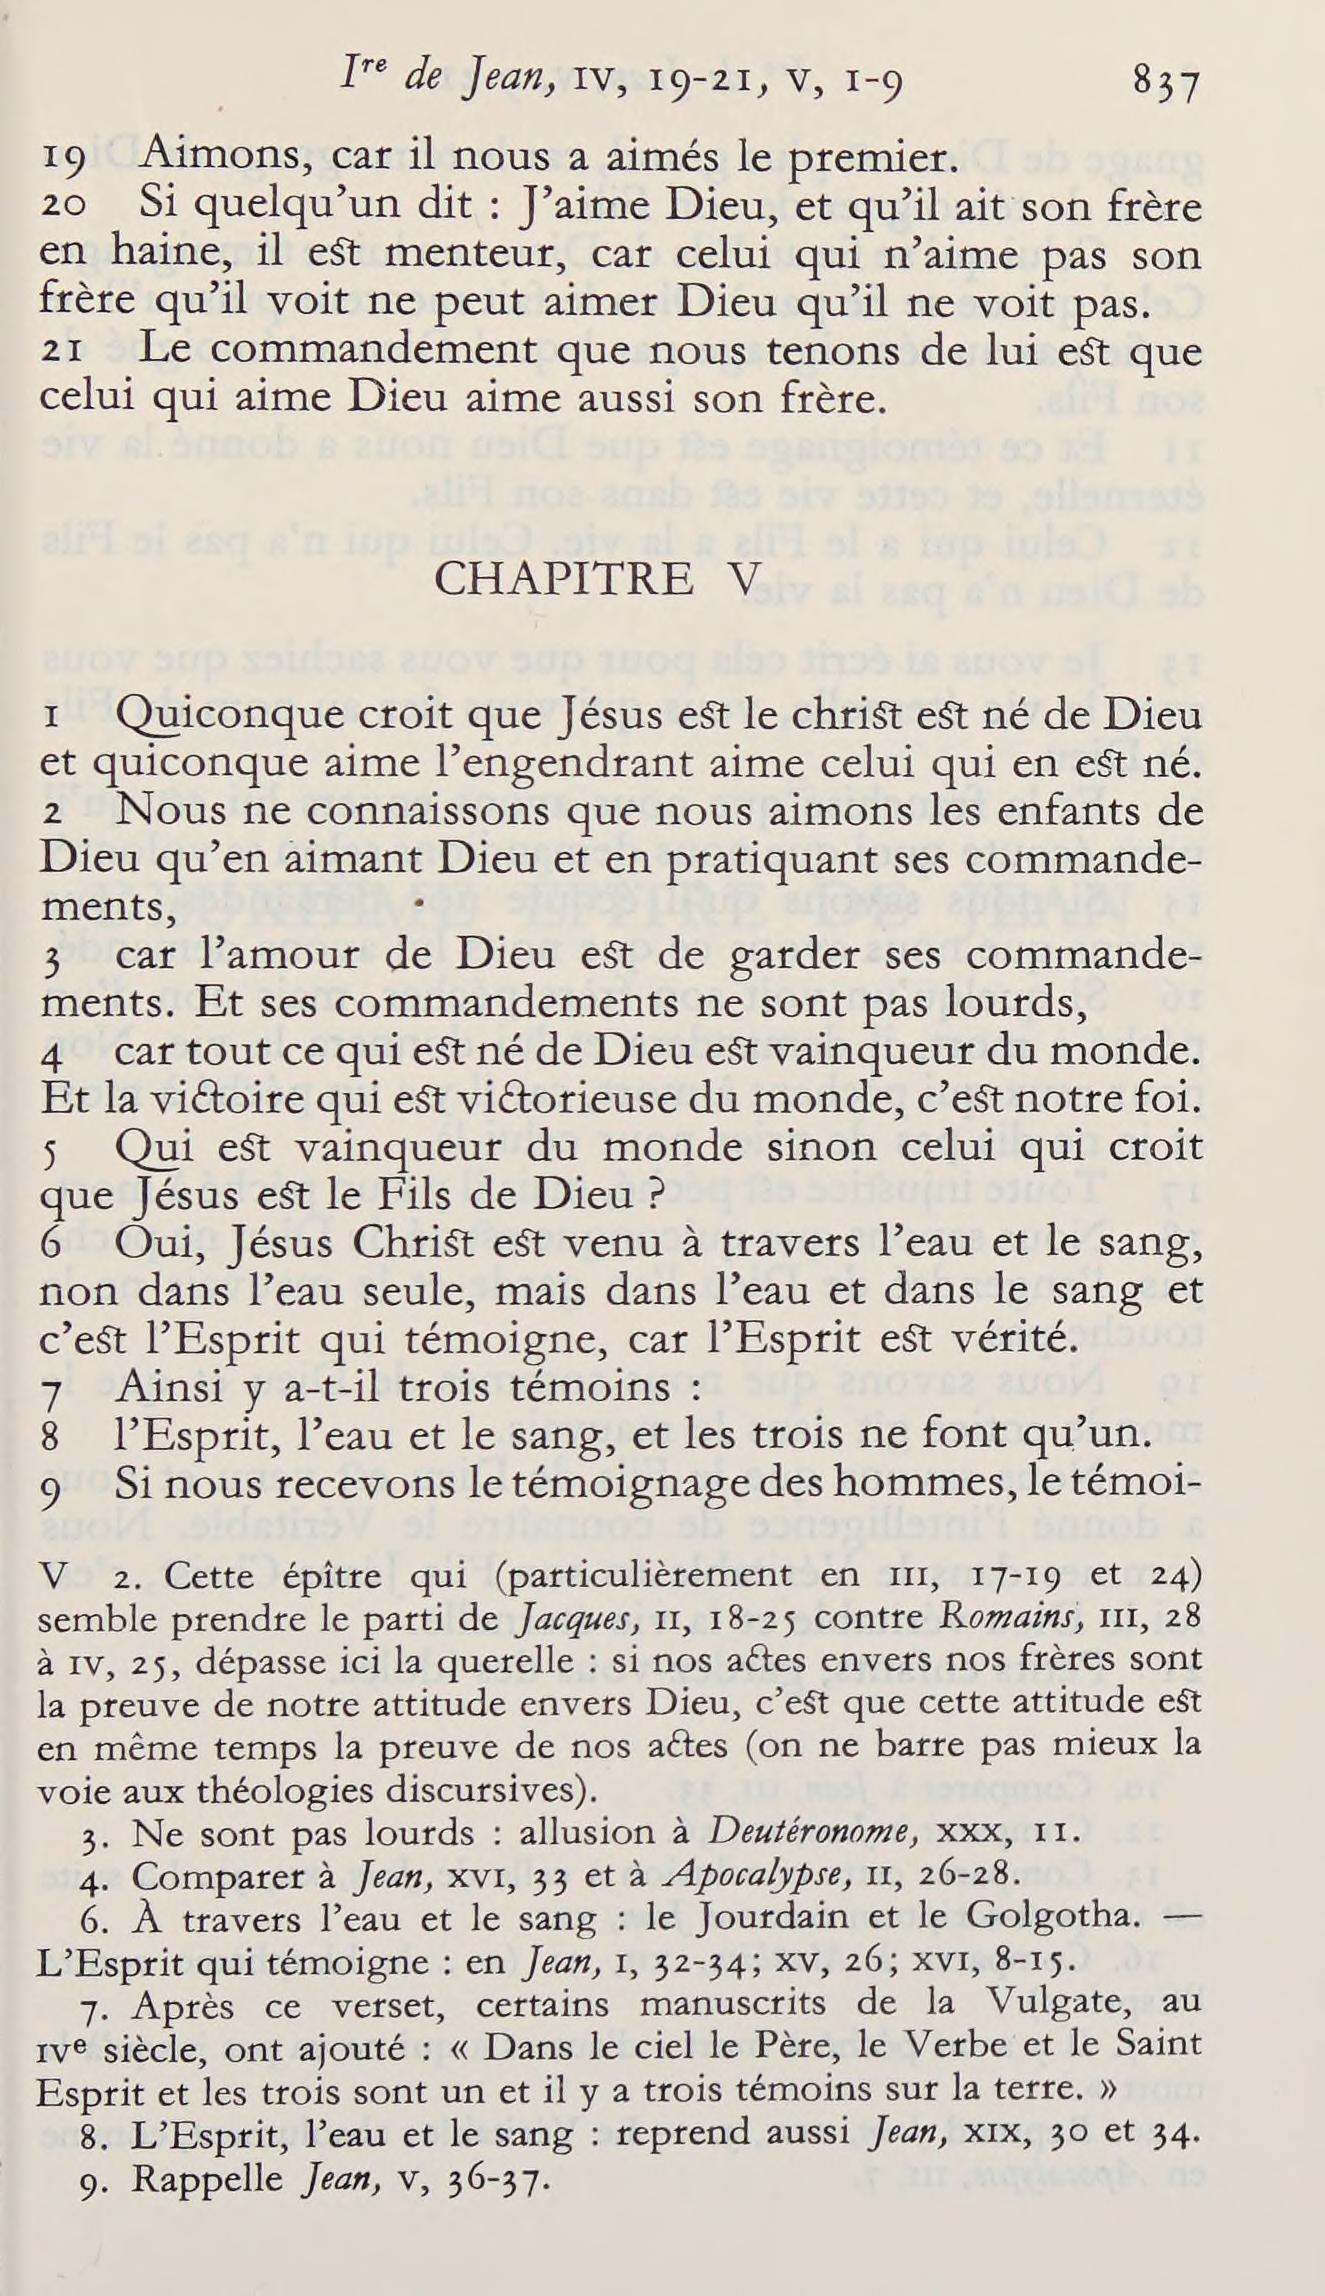 Ire de Jean, IV, 19-21, V, 1-9 837
19 Aimons, car il nous a aimés le premier.
20 Si quelqu’un dit : J’aime Dieu, et qu’il ait son frère
en haine, il est menteur, car celui qui n’aime pas son
frère qu’il voit ne peut aimer Dieu qu’il ne voit pas.
21 Le commandement que nous tenons de lui est que
celui qui aime Dieu aime aussi son frère.
CHAPITRE V
1 Quiconque croit que Jésus est le christ est né de Dieu
et quiconque aime l’engendrant aime celui qui en est né.
2 Nous ne connaissons que nous aimons les enfants de
Dieu qu’en aimant Dieu et en pratiquant ses commande-
ments,
3 car l’amour de Dieu est de garder ses commande-
ments. Et ses commandements ne sont pas lourds,
4 car tout ce qui est né de Dieu est vainqueur du monde.
Et la victoire qui est victorieuse du monde, c’est notre foi.
5 Qui est vainqueur du monde sinon celui qui croit
que Jésus est le Fils de Dieu ?
6 Oui, Jésus Christ est venu à travers l’eau et le sang,
non dans l’eau seule, mais dans l’eau et dans le sang et
c’est l’Esprit qui témoigne, car l’Esprit est vérité.
7 Ainsi y a-t-il trois témoins :
8 l’Esprit, l’eau et le sang, et les trois ne font qu’un.
9 Si nous recevons le témoignage des hommes, le témoi-
V 2. Cette épître qui (particulièrement en III, 17-19 et 24)
semble prendre le parti de Jacques, II, 18-25 contre Romains, III, 28
à IV, 25, dépasse ici la querelle : si nos actes envers nos frères sont
la preuve de notre attitude envers Dieu, c’est que cette attitude est
en même temps la preuve de nos actes (on ne barre pas mieux la
voie aux théologies discursives).
3. Ne sont pas lourds : allusion à Deutéronome, XXX, 11.
4. Comparer à Jean, XVI, 33 et à Apocalypse, II, 26-28.
6. À travers l’eau et le sang : le Jourdain et le Golgotha. —
L’Esprit qui témoigne : en Jean, I, 32-34; XV, 26; XVI, 8-15.
7. Après ce verset, certains manuscrits de la Vulgate, au
IVe siècle, ont ajouté : « Dans le ciel le Père, le Verbe et le Saint
Esprit et les trois sont un et il y a trois témoins sur la terre. »
8. L’Esprit, l’eau et le sang : reprend aussi Jean, XIX, 30 et 34.
9. Rappelle Jean, V, 36-37.